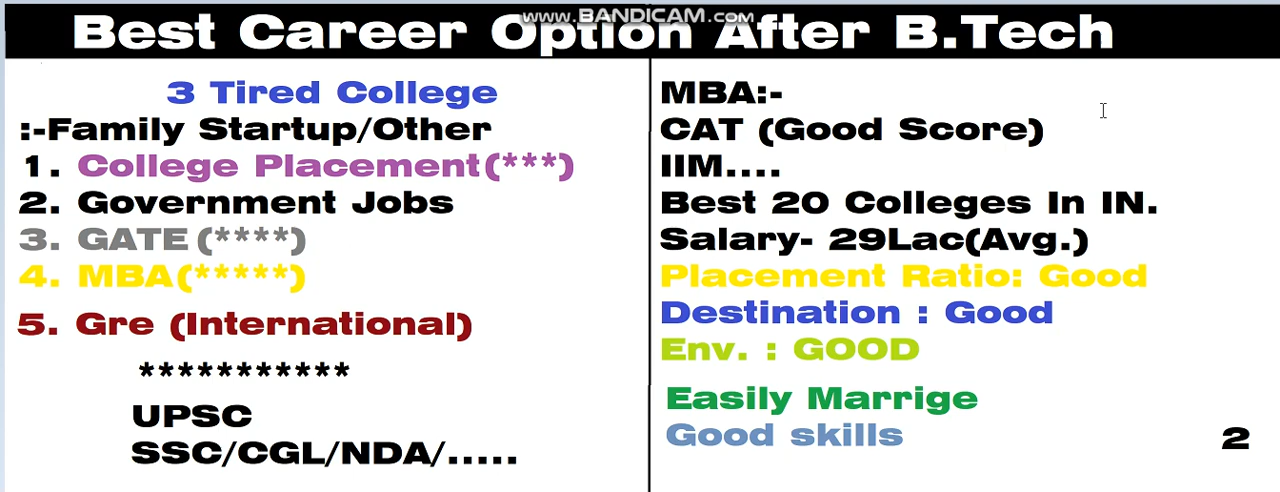 www.BANDICAM.com
Best Career Option After B.Tech
3 Tired College
:-Family Startup/Other
1. College Placement(***)
2. Government Jobs
3. GATE(****)
4. MBA(*****)
5. Gre (International)
***********
UPSC
SSC/CGL/NDA/.....
MBA:-
CAT (Good Score)
IIM....
Best 20 Colleges In IN.
Salary- 29Lac(Avg.)
Placement Ratio: Good
Destination : Good
Env. : GOOD
Easily Marrige
Good skills
2